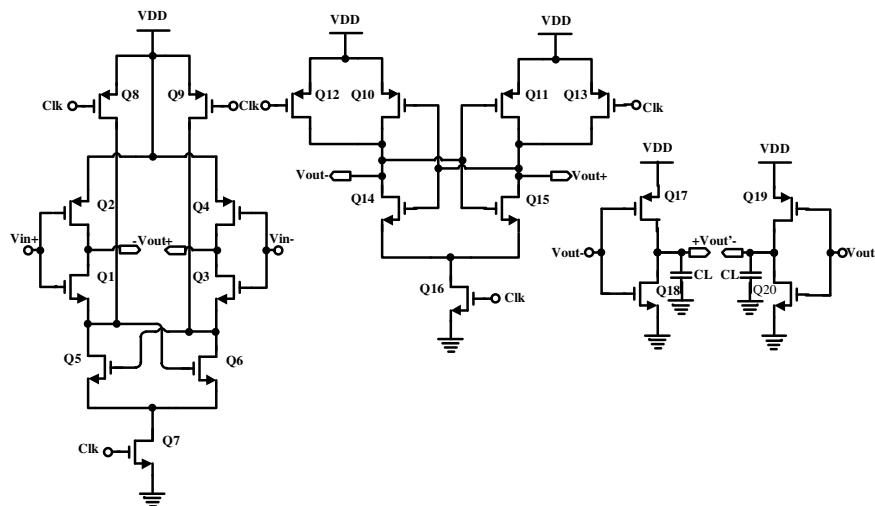 VDD VDD VDD
Q8 Q9 Q12 Q10 Q11 Q13
Clk Clk Clk
VDD VDD
Vout- Vout+
Q2 Q4 Q14 Q15 Q17 Q19
Vin+ -Vout+ Vin- Vout- +Vout'- Vout
Q1 Q3 Q16 Clk Q18 CL CL Q20
Q5 Q6
Clk Q7